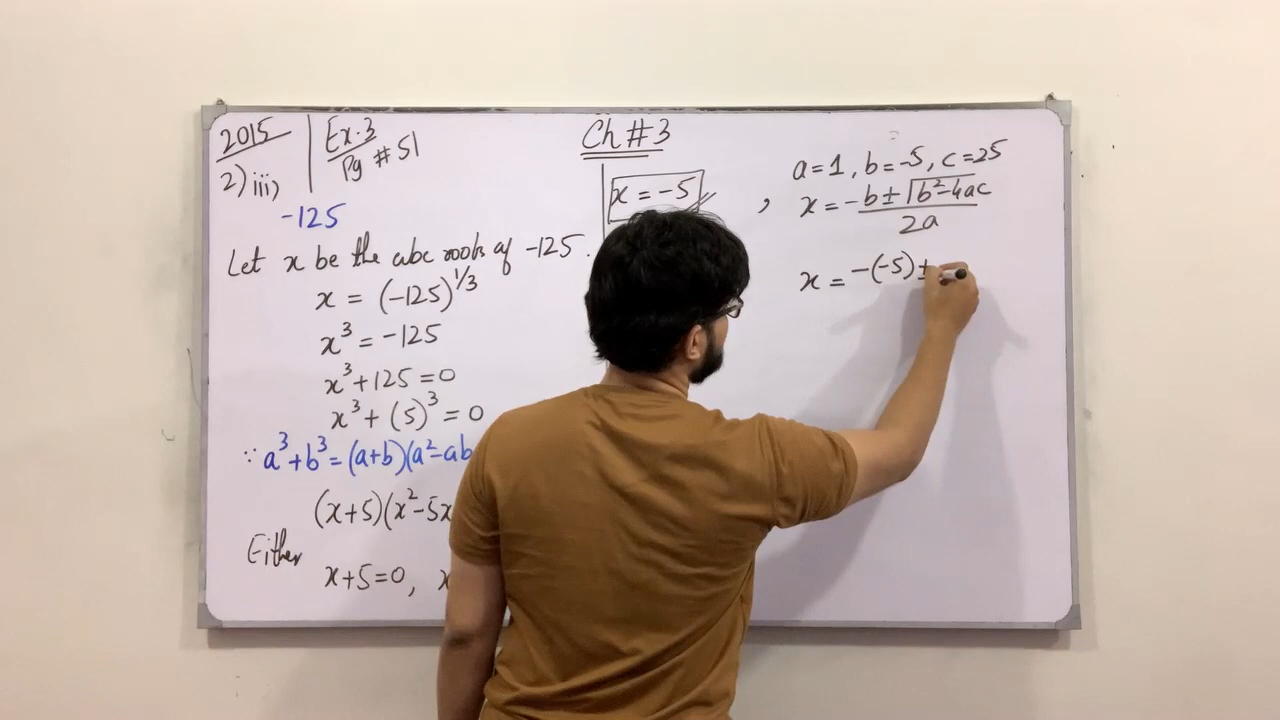 2015
Ex.3
Pg # 51
2) iii,
-125
Let x be the cube roots of -125.
x = (-125)^1/3
x³ = -125
x³ + 125 = 0
x³ + (5)³ = 0
∵ a³ + b³ = (a+b)(a² - ab
(x+5)(x² - 5x
Either
x+5=0, x
Ch # 3
x = -5 ,
a=1, b=-5, c=25
x = -b ± √b²-4ac / 2a
x = -(-5) ±